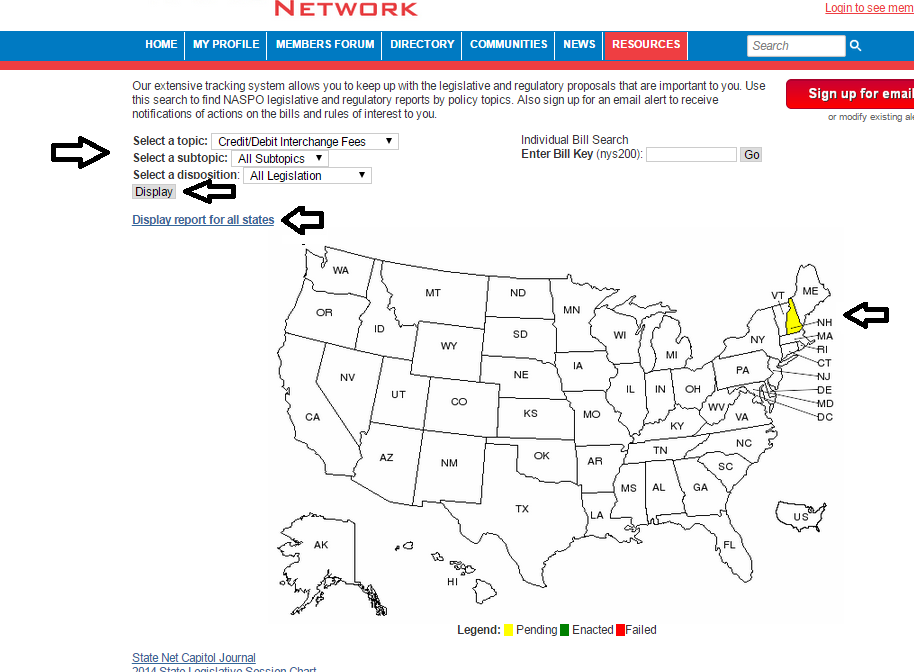 NETWORK
Login to see mem
HOME MY PROFILE MEMBERS FORUM DIRECTORY COMMUNITIES NEWS RESOURCES Search
Our extensive tracking system allows you to keep up with the legislative and regulatory proposals that are important to you. Use
this search to find NASPO legislative and regulatory reports by policy topics. Also sign up for an email alert to receive
notifications of actions on the bills and rules of interest to you.
Sign up for email
or modify existing ale
Select a topic: Credit/Debit Interchange Fees
Select a subtopic: All Subtopics
Select a disposition: All Legislation
Display
Individual Bill Search
Enter Bill Key (nys200): Go
Display report for all states
WA
MT
ND
MN
VT
ME
OR
ID
SD
WI
NH
WY
MI
NY
MA
RI
NE
IA
PA
CT
NV
UT
CO
IL
IN
OH
NJ
DE
CA
KS
MO
WV
VA
MD
DC
KY
AZ
NM
OK
AR
TN
NC
SC
MS
AL
GA
TX
LA
US
AK
FL
HI
Legend: Pending Enacted Failed
State Net Capitol Journal
2014 State Legislative Session Chart